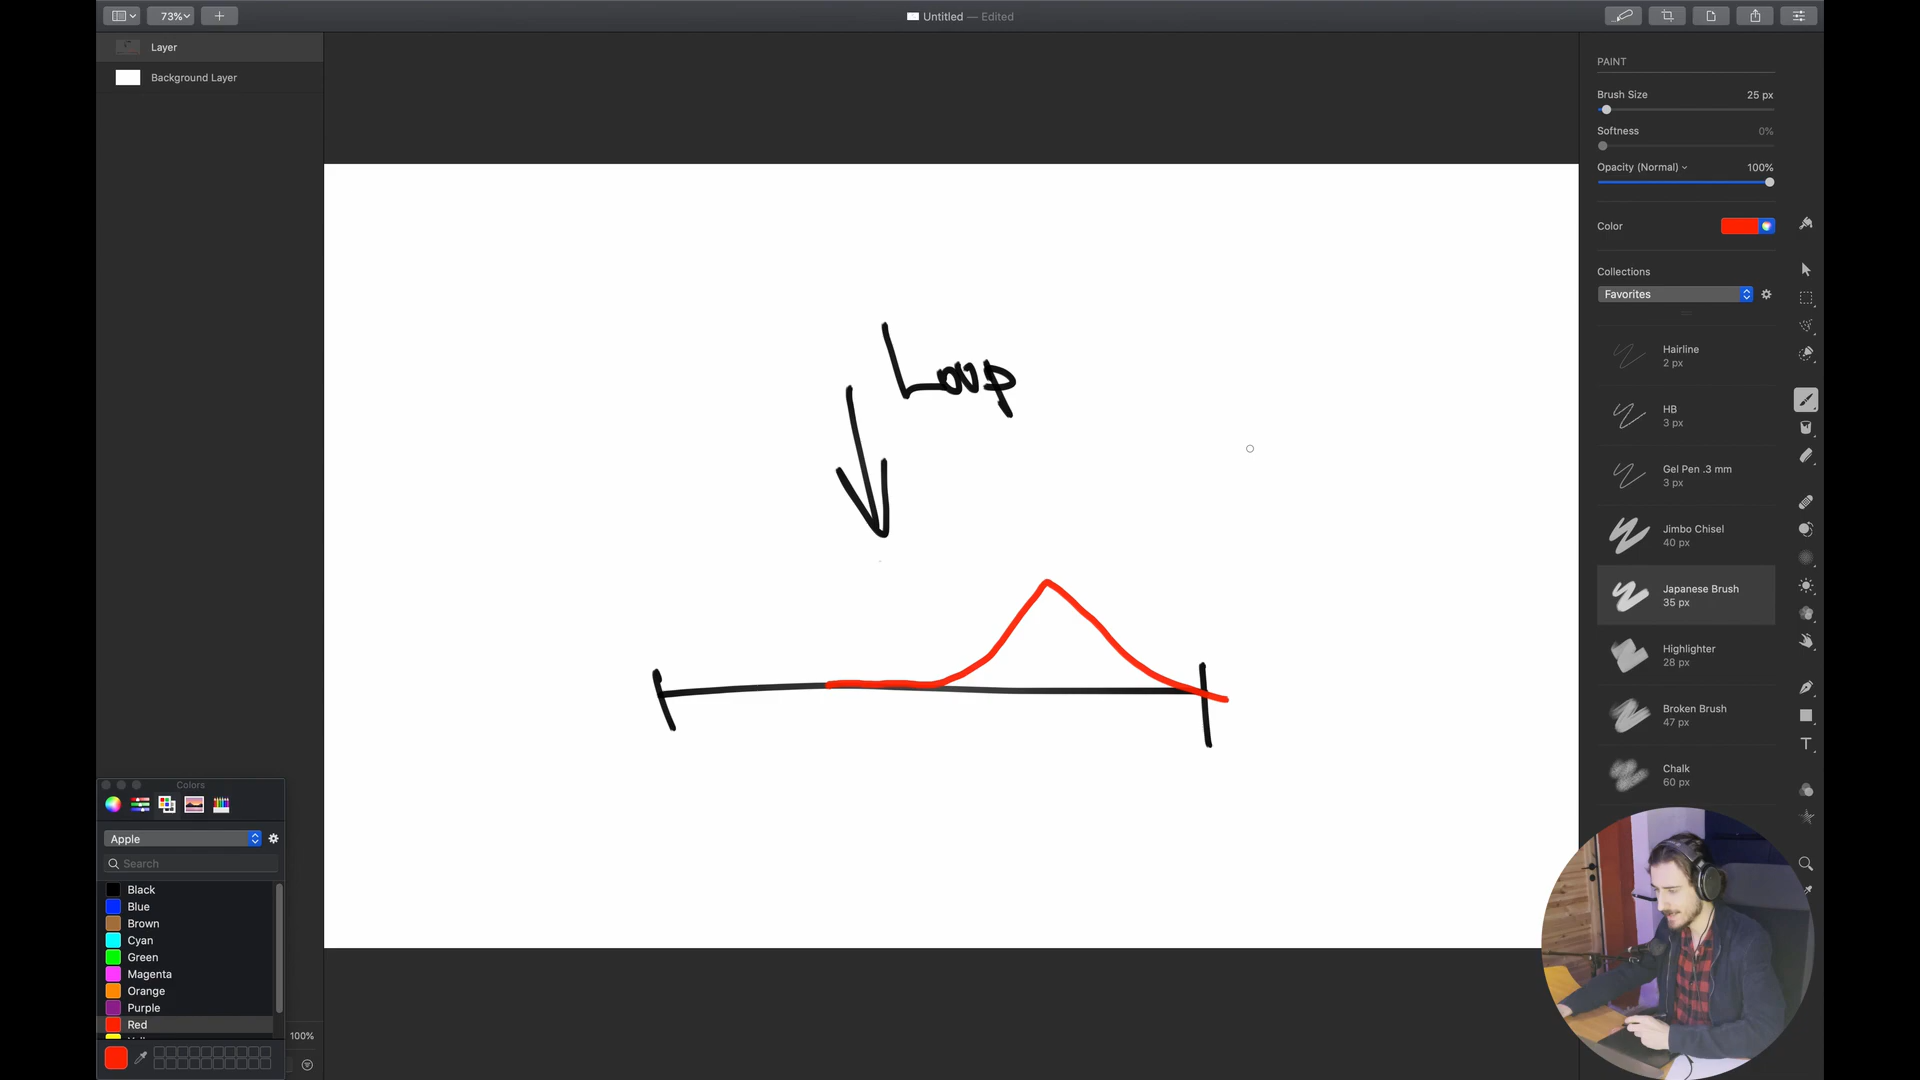 73%
Untitled — Edited
Layer
Background Layer
PAINT
Brush Size 25 px
Softness 0%
Opacity (Normal) 100%
Color
Collections
Favorites
Hairline
2 px
HB
3 px
Gel Pen .3 mm
3 px
Jimbo Chisel
40 px
Japanese Brush
35 px
Highlighter
28 px
Broken Brush
47 px
Chalk
60 px
Loop
Colors
Apple
Search
Black
Blue
Brown
Cyan
Green
Magenta
Orange
Purple
Red
100%